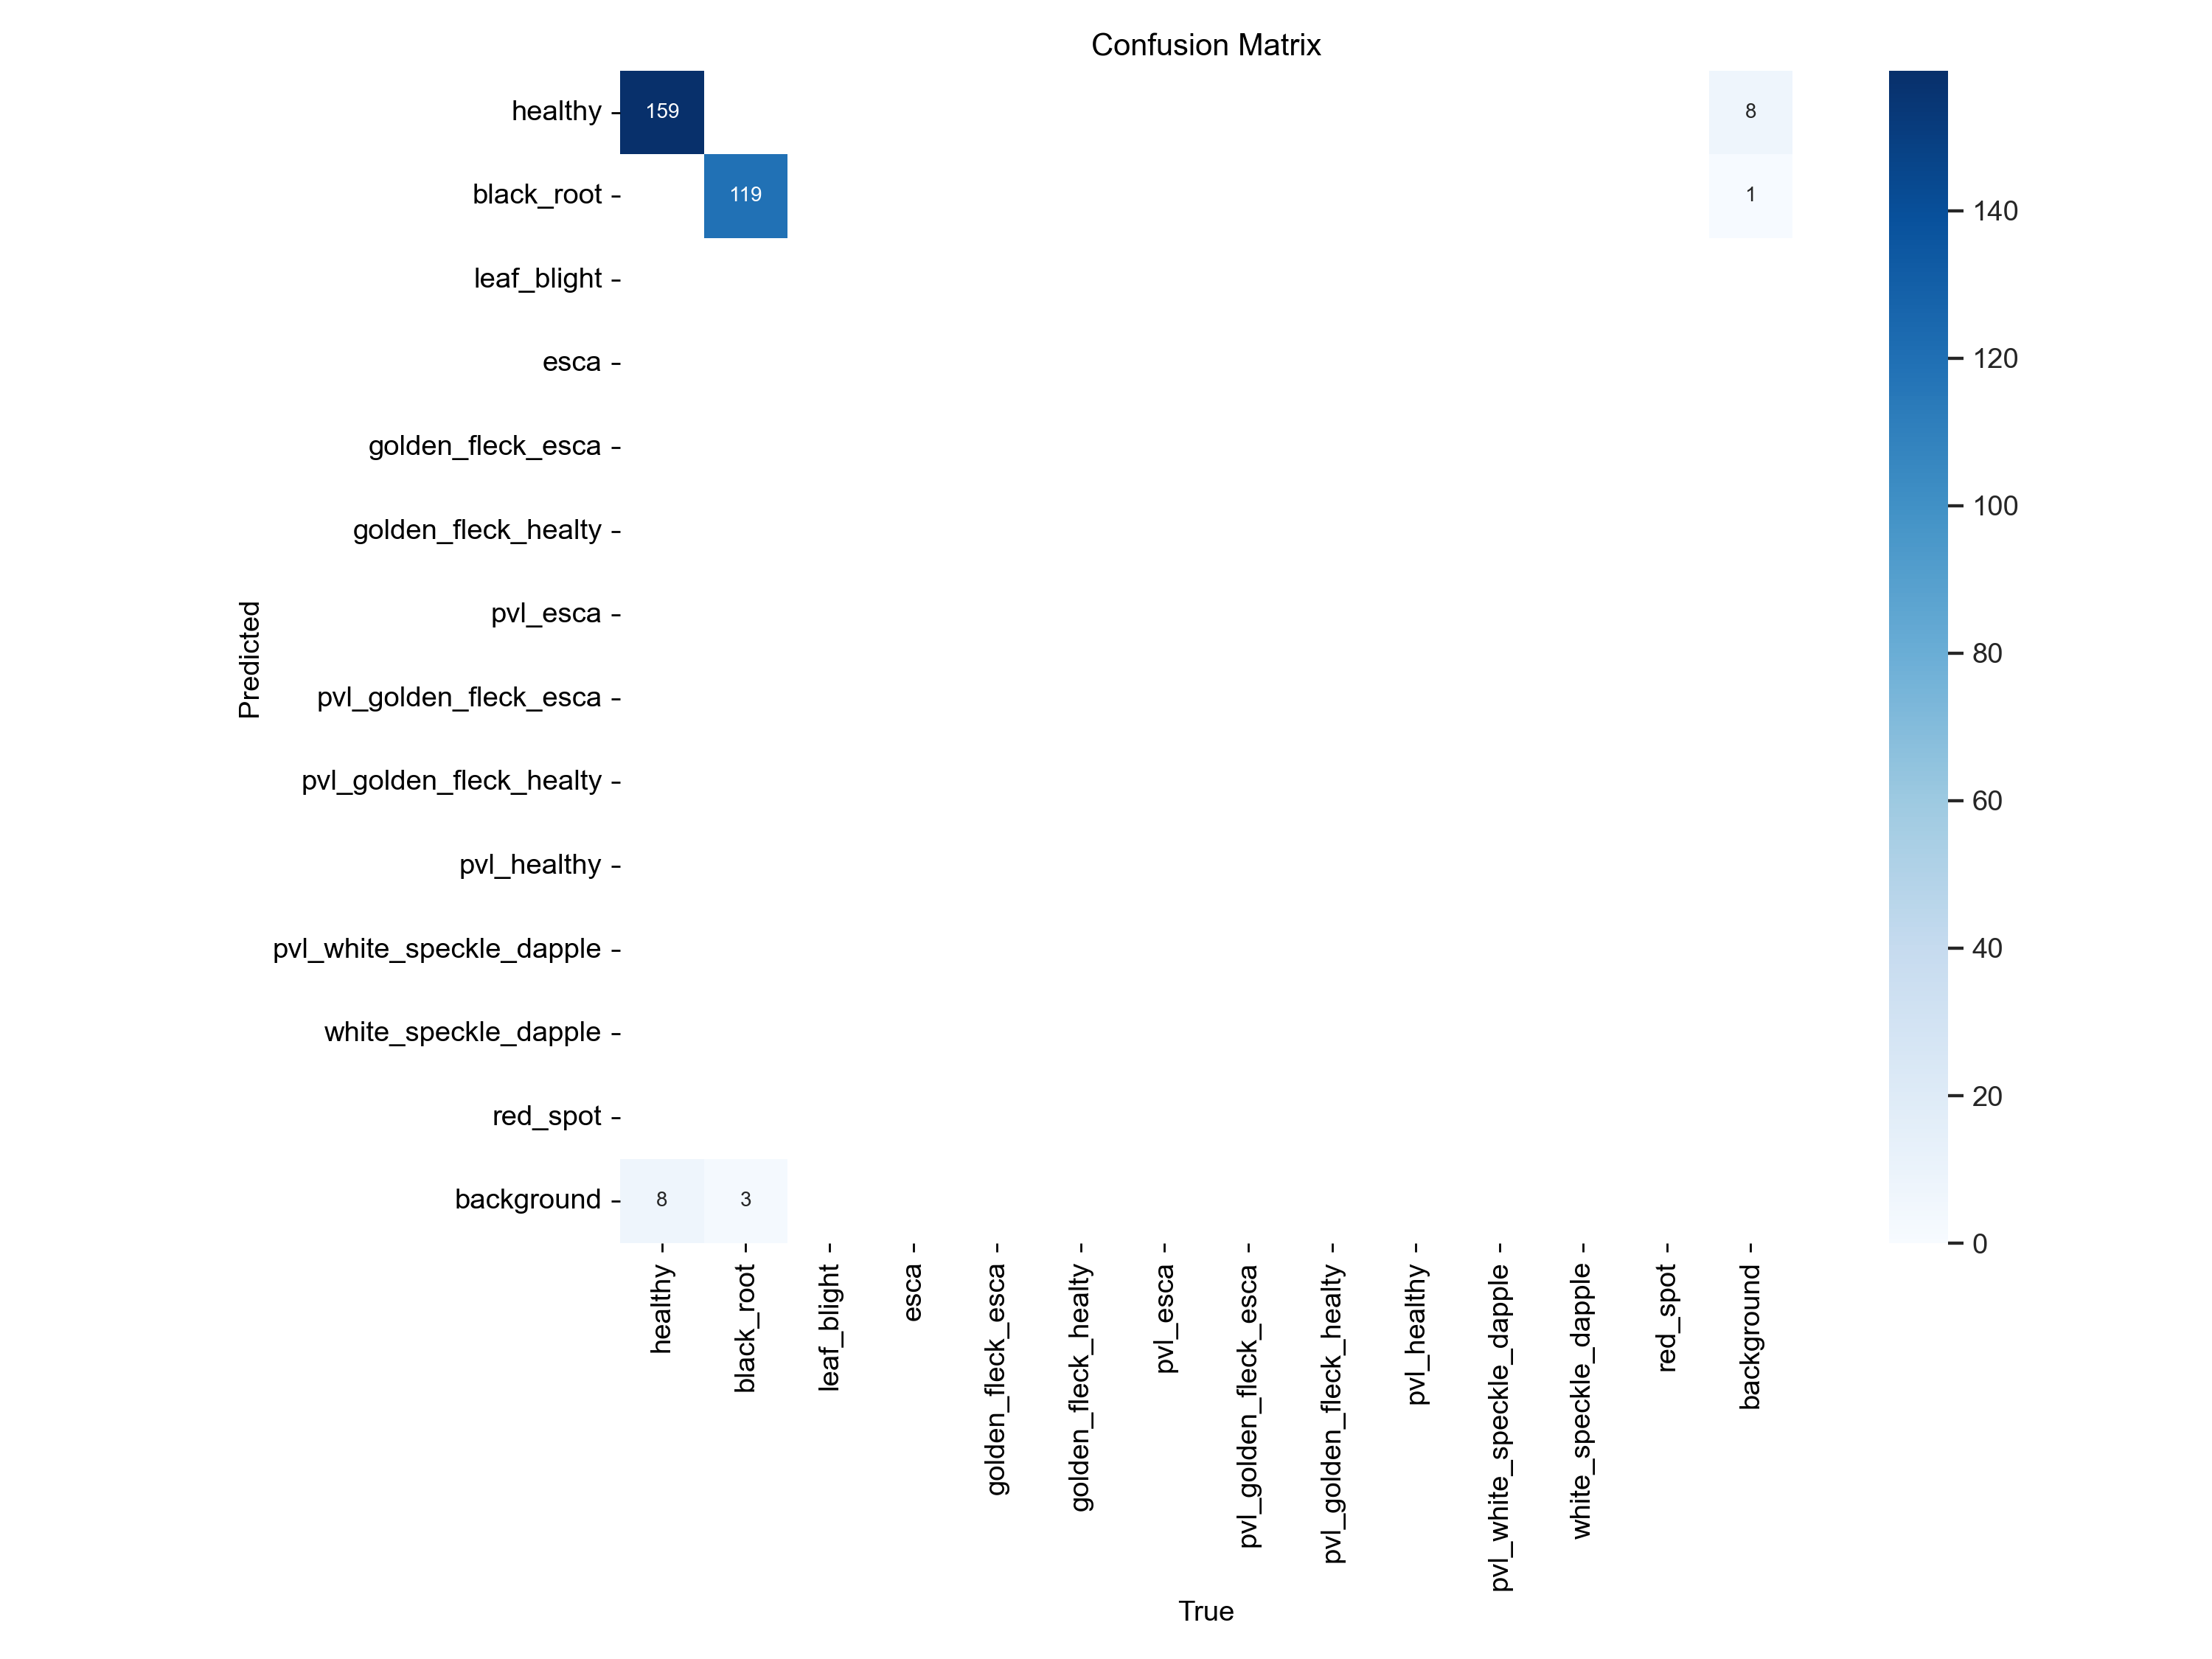 Confusion Matrix
healthy
159
8
black_root
119
1
leaf_blight
esca
golden_fleck_esca
golden_fleck_healty
pvl_esca
pvl_golden_fleck_esca
pvl_golden_fleck_healty
pvl_healthy
pvl_white_speckle_dapple
white_speckle_dapple
red_spot
background
8
3
Predicted
healthy
black_root
leaf_blight
esca
golden_fleck_esca
golden_fleck_healty
pvl_esca
pvl_golden_fleck_esca
pvl_golden_fleck_healty
pvl_healthy
pvl_white_speckle_dapple
white_speckle_dapple
red_spot
background
True
140
120
100
80
60
40
20
0